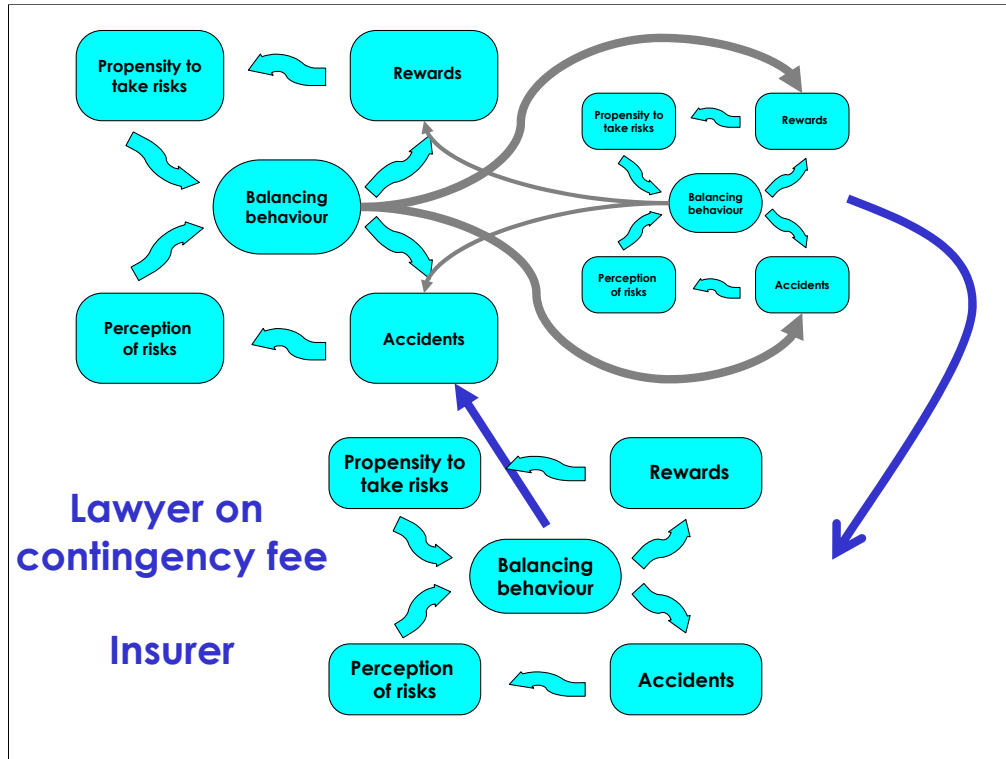 Propensity to
take risks
Rewards
Balancing
behaviour
Perception
of risks
Accidents
Propensity to
take risks
Rewards
Balancing
behaviour
Perception
of risks
Accidents
Propensity to
take risks
Rewards
Balancing
behaviour
Perception
of risks
Accidents
Lawyer on
contingency fee
Insurer